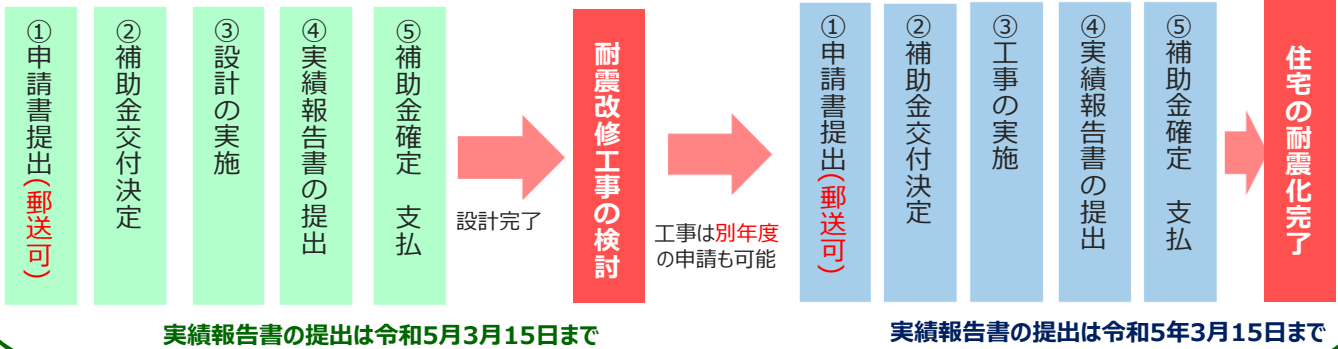 ①申請書提出(郵送可)
②補助金交付決定
③設計の実施
④実績報告書の提出
⑤補助金確定　支払
設計完了
耐震改修工事の検討
工事は別年度
の申請も可能
①申請書提出(郵送可)
②補助金交付決定
③工事の実施
④実績報告書の提出
⑤補助金確定　支払
住宅の耐震化完了
実績報告書の提出は令和5月3月15日まで
実績報告書の提出は令和5年3月15日まで